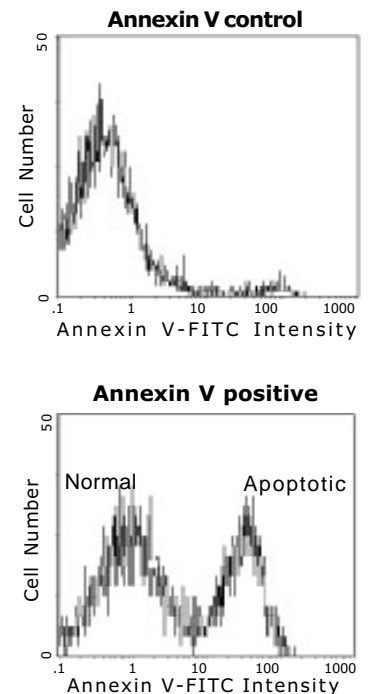 Annexin V control
50
Cell Number
0
.1 1 10 100 1000
Annexin V-FITC Intensity
Annexin V positive
50
Normal Apoptotic
Cell Number
0
.1 1 10 100 1000
Annexin V-FITC Intensity